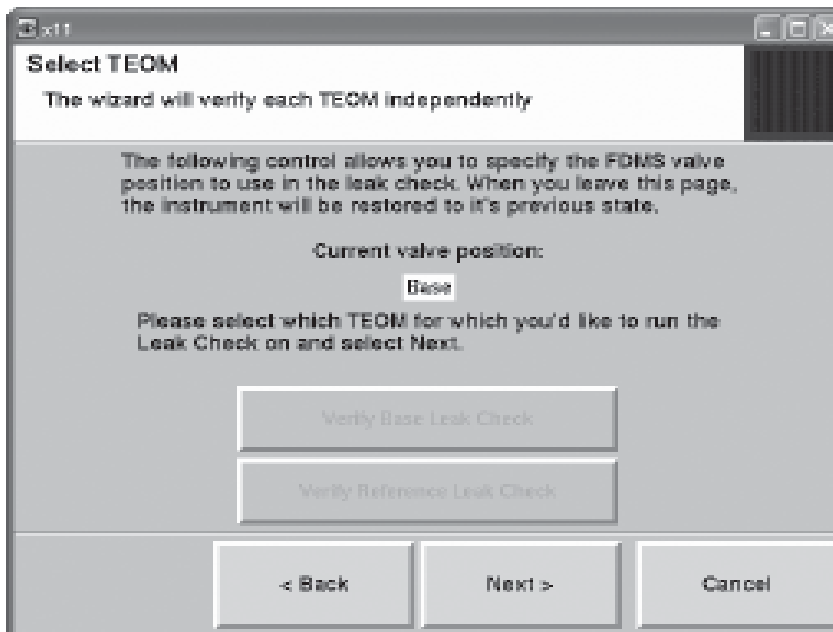 x11
Select TEOM
The wizard will verify each TEOM independently
The following control allows you to specify the FDMS valve
position to use in the leak check. When you leave this page,
the instrument will be restored to it's previous state.
Current valve position:
Base
Please select which TEOM for which you'd like to run the
Leak Check on and select Next.
Verify Base Leak Check
Verify Reference Leak Check
< Back
Next >
Cancel